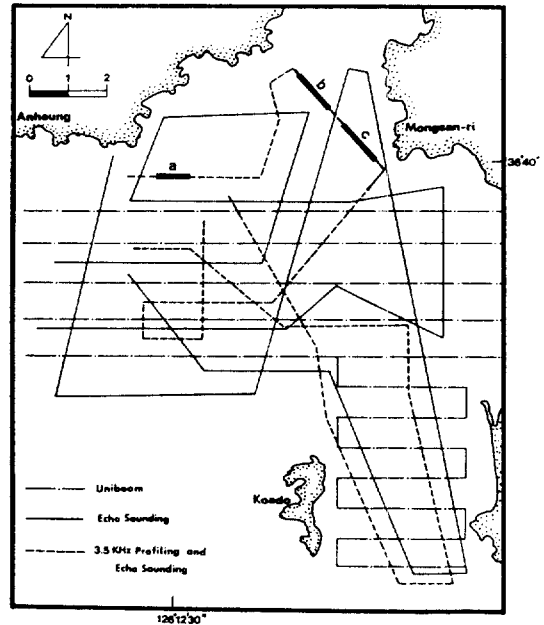 N
0 1 2
Anheung
b
c
Mongsan-ri
a
36°40'
Uniboom
Echo Sounding
3.5 KHz Profiling and
Echo Sounding
Kaado
126°12'30"